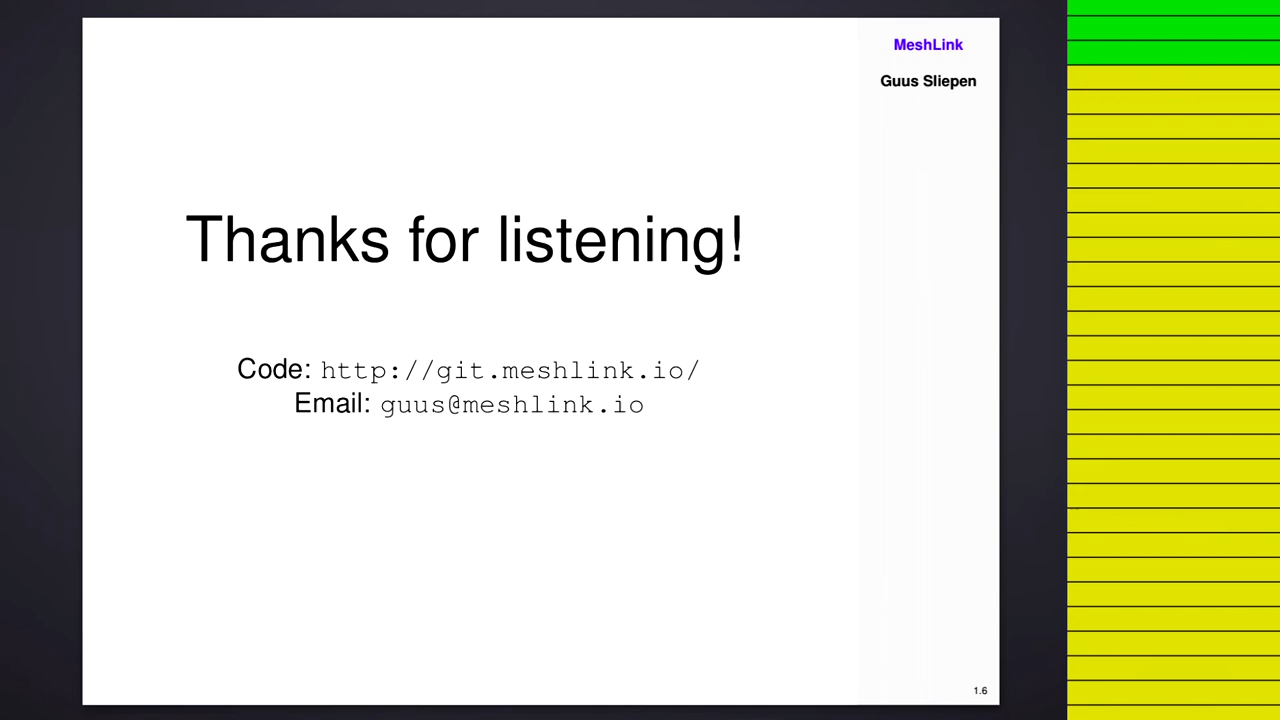 MeshLink
Guus Sliepen
Thanks for listening!
Code: http://git.meshlink.io/
Email: guus@meshlink.io
1.6